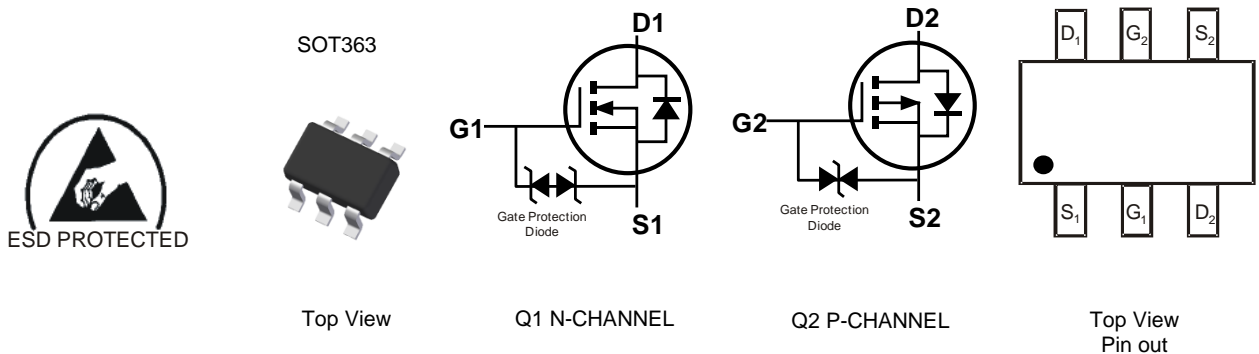 ESD PROTECTED
SOT363
Top View
D1
G1
Gate Protection
Diode
S1
Q1 N-CHANNEL
D2
G2
Gate Protection
Diode
S2
Q2 P-CHANNEL
D₁ G₂ S₂
S₁ G₁ D₂
Top View
Pin out